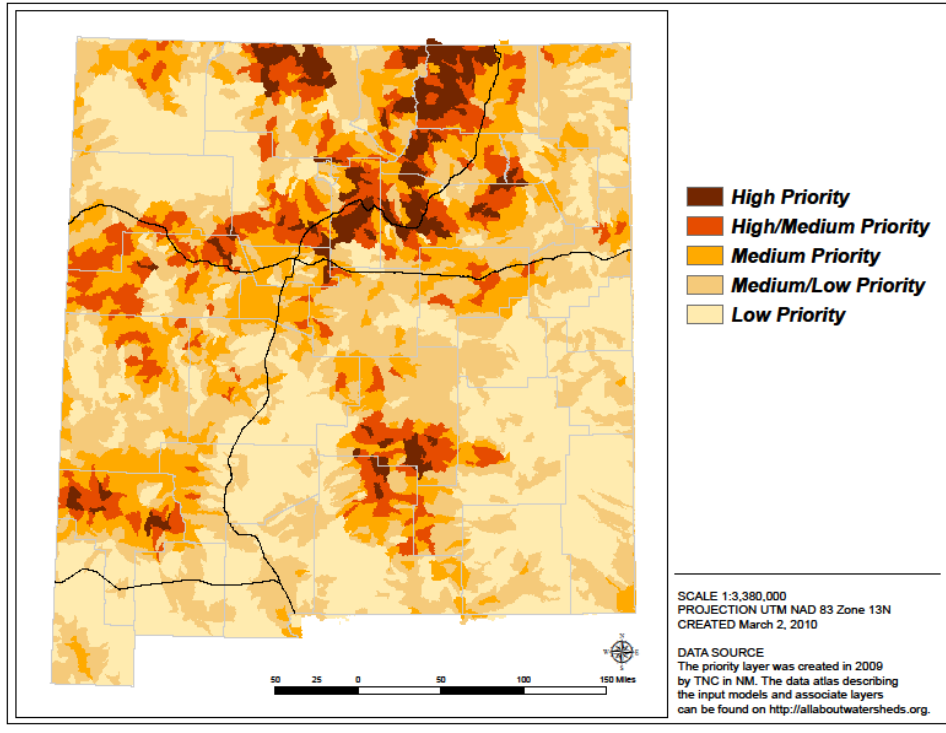 High Priority
High/Medium Priority
Medium Priority
Medium/Low Priority
Low Priority
SCALE 1:3,380,000
PROJECTION UTM NAD 83 Zone 13N
CREATED March 2, 2010
DATA SOURCE
The priority layer was created in 2009
by TNC in NM. The data atlas describing
the input models and associate layers
can be found on http://allaboutwatersheds.org.
N
W E
S
50 25 0 50 100 150 Miles